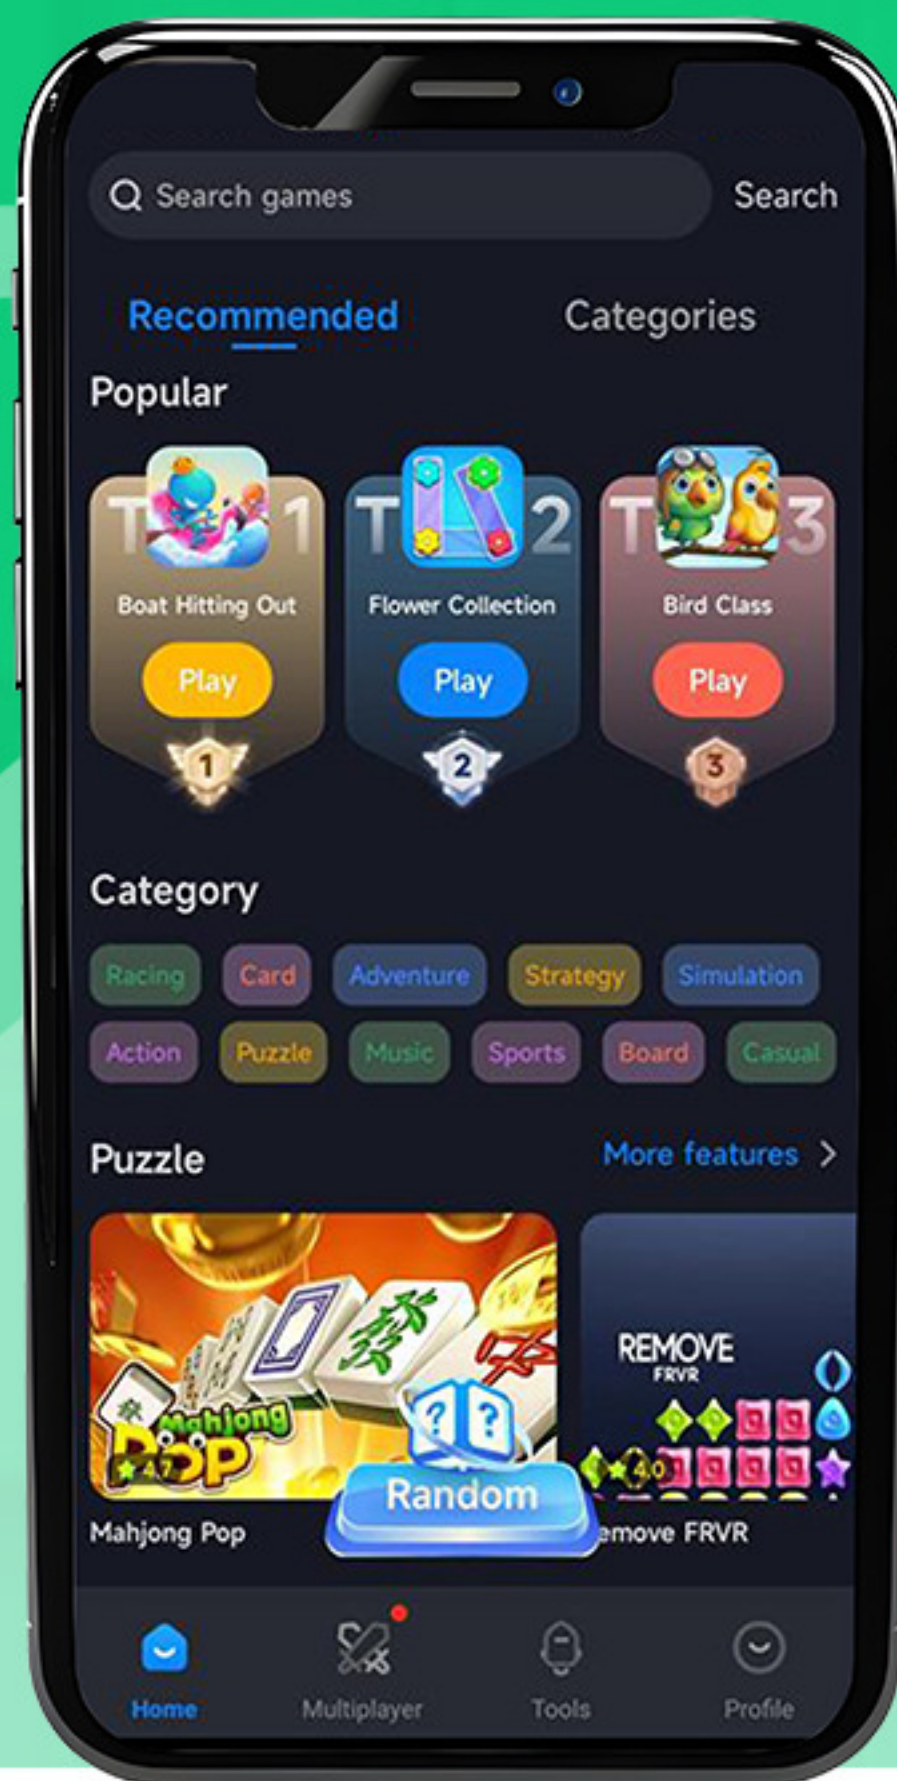 Search games Search
Recommended Categories
Popular
T 1 T 2 T 3
Boat Hitting Out Flower Collection Bird Class
Play Play Play
1 2 3
Category
Racing Card Adventure Strategy Simulation
Action Puzzle Music Sports Board Casual
Puzzle More features >
發
Mahjong
POP
REMOVE
FRVR
? ?
4.7 4.0
Random
Mahjong Pop emove FRVR
Home Multiplayer Tools Profile